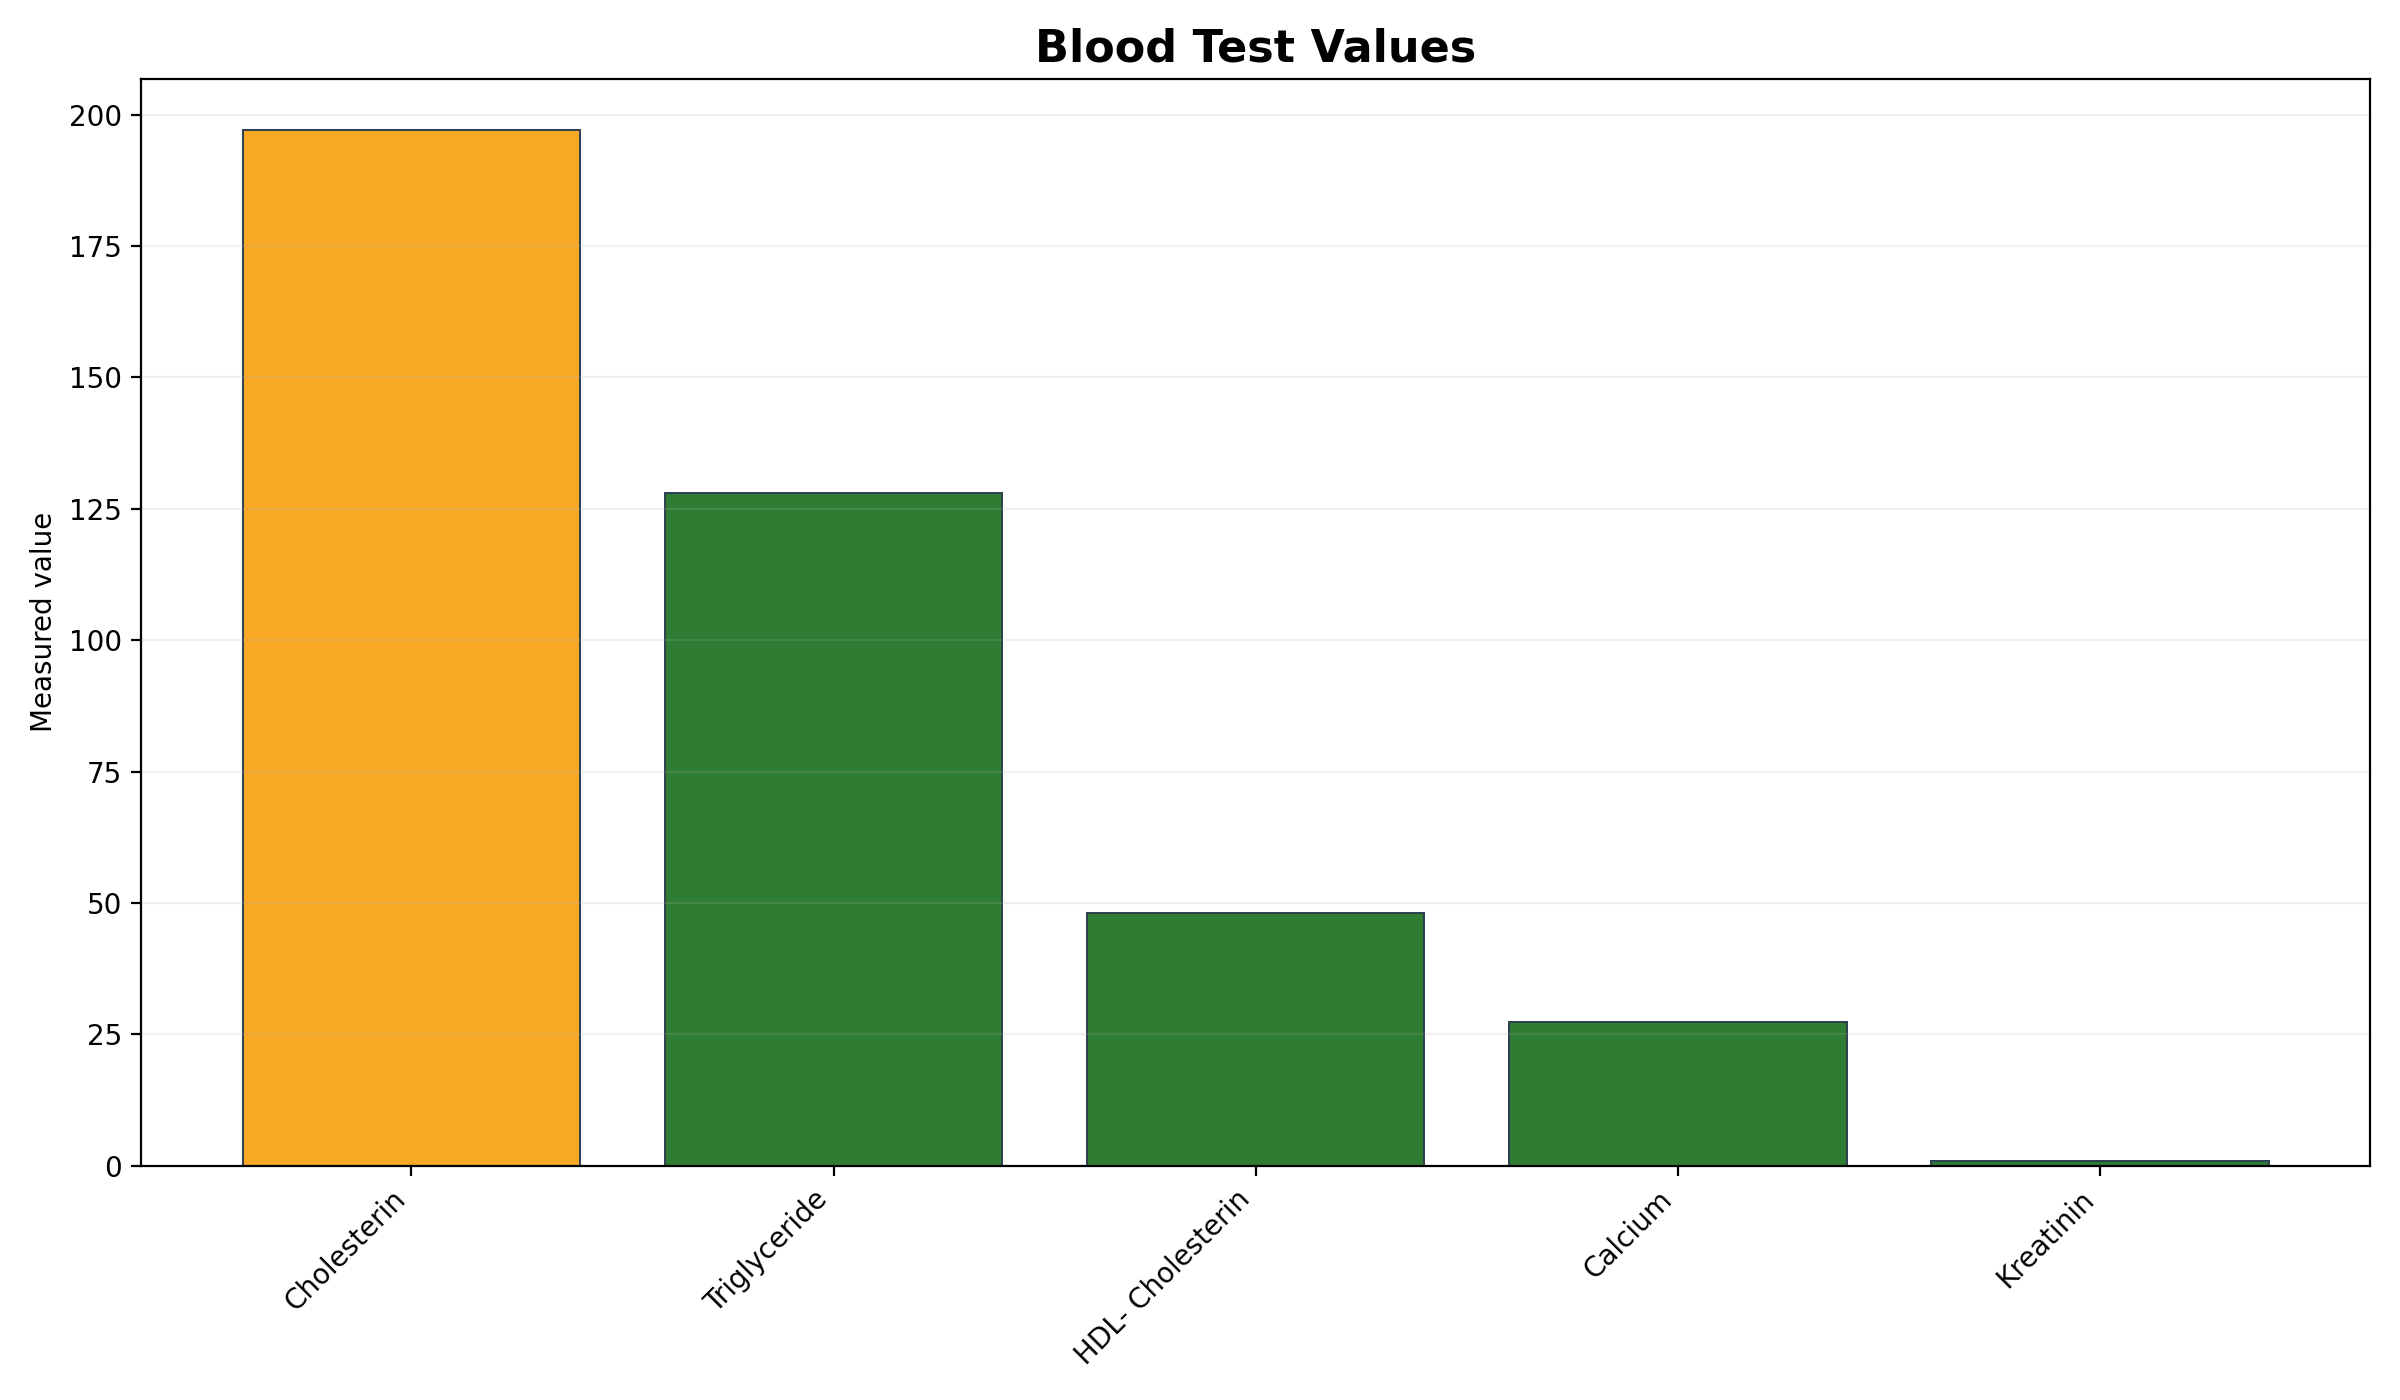 Blood Test Values
Measured value
200
175
150
125
100
75
50
25
0
Cholesterin
Triglyceride
HDL- Cholesterin
Calcium
Kreatinin